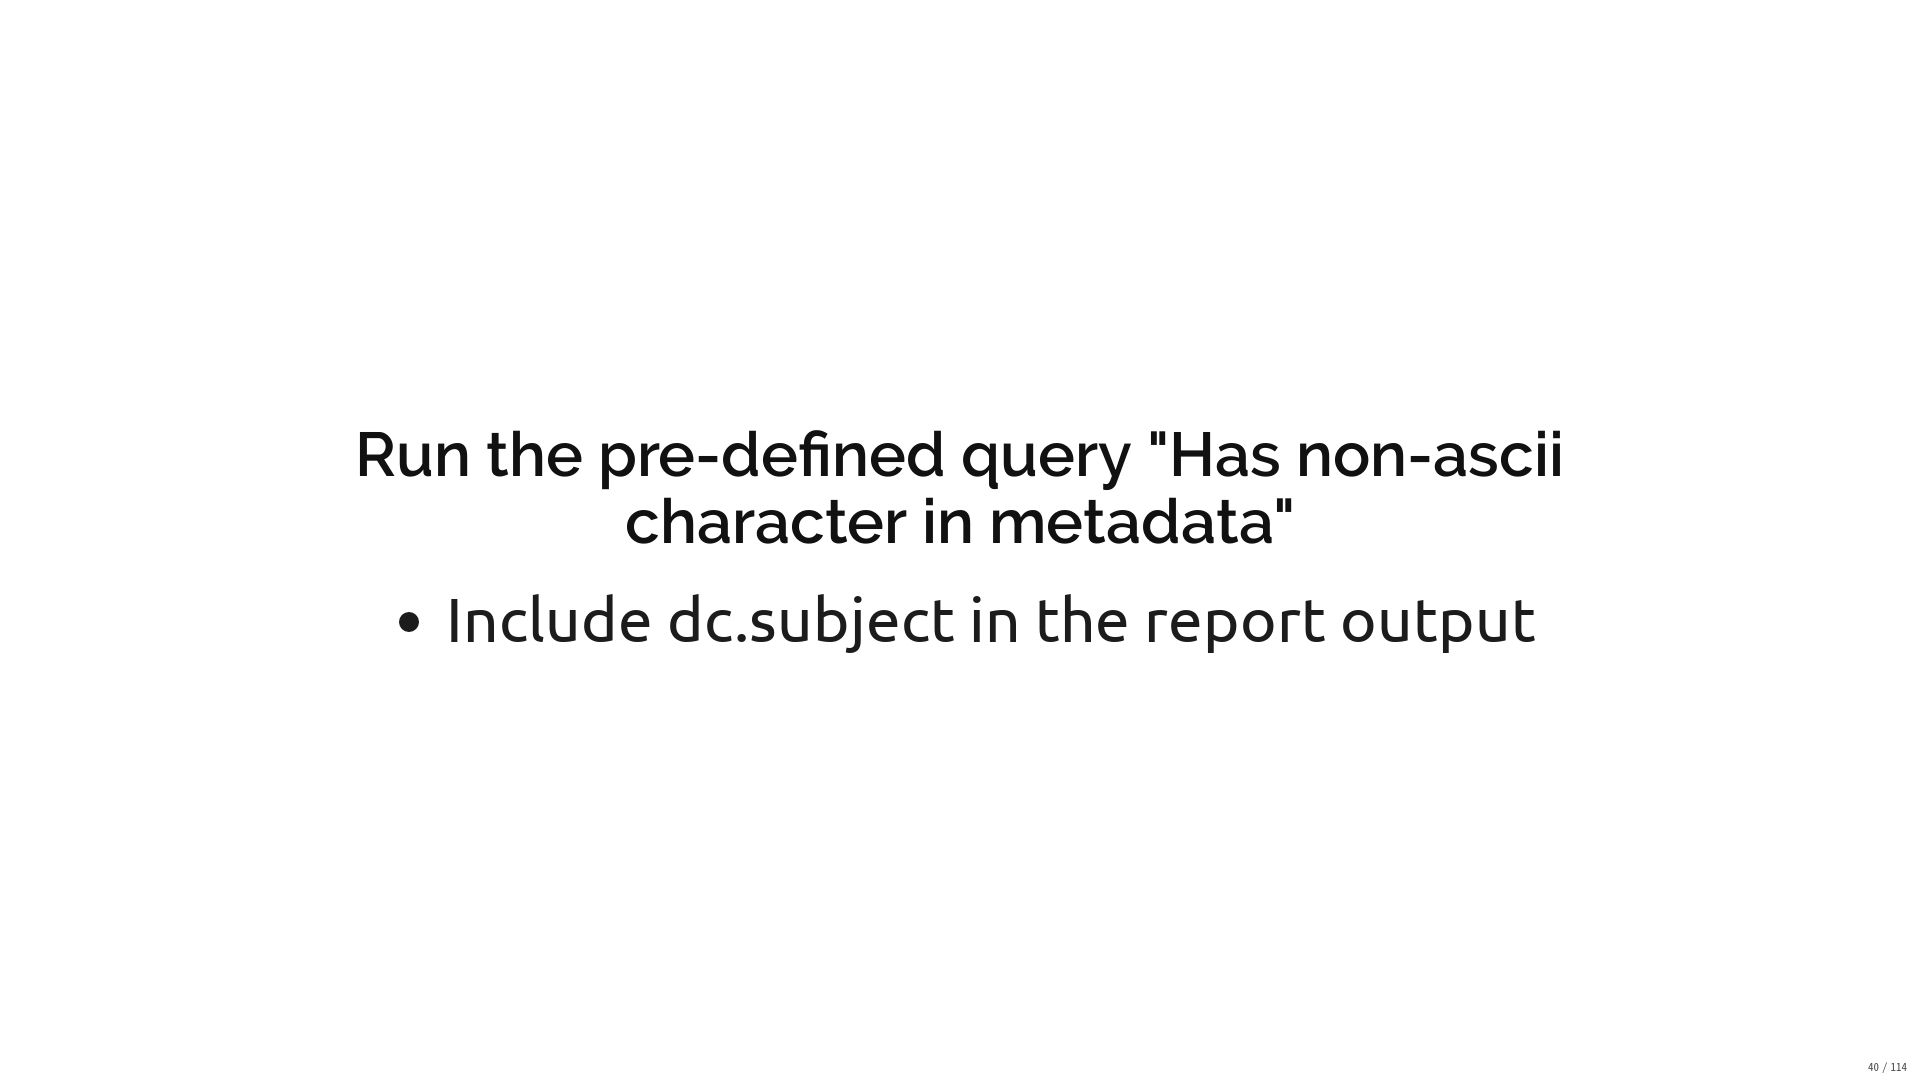 Run the pre-defined query "Has non-ascii
character in metadata"
• Include dc.subject in the report output
40 / 114